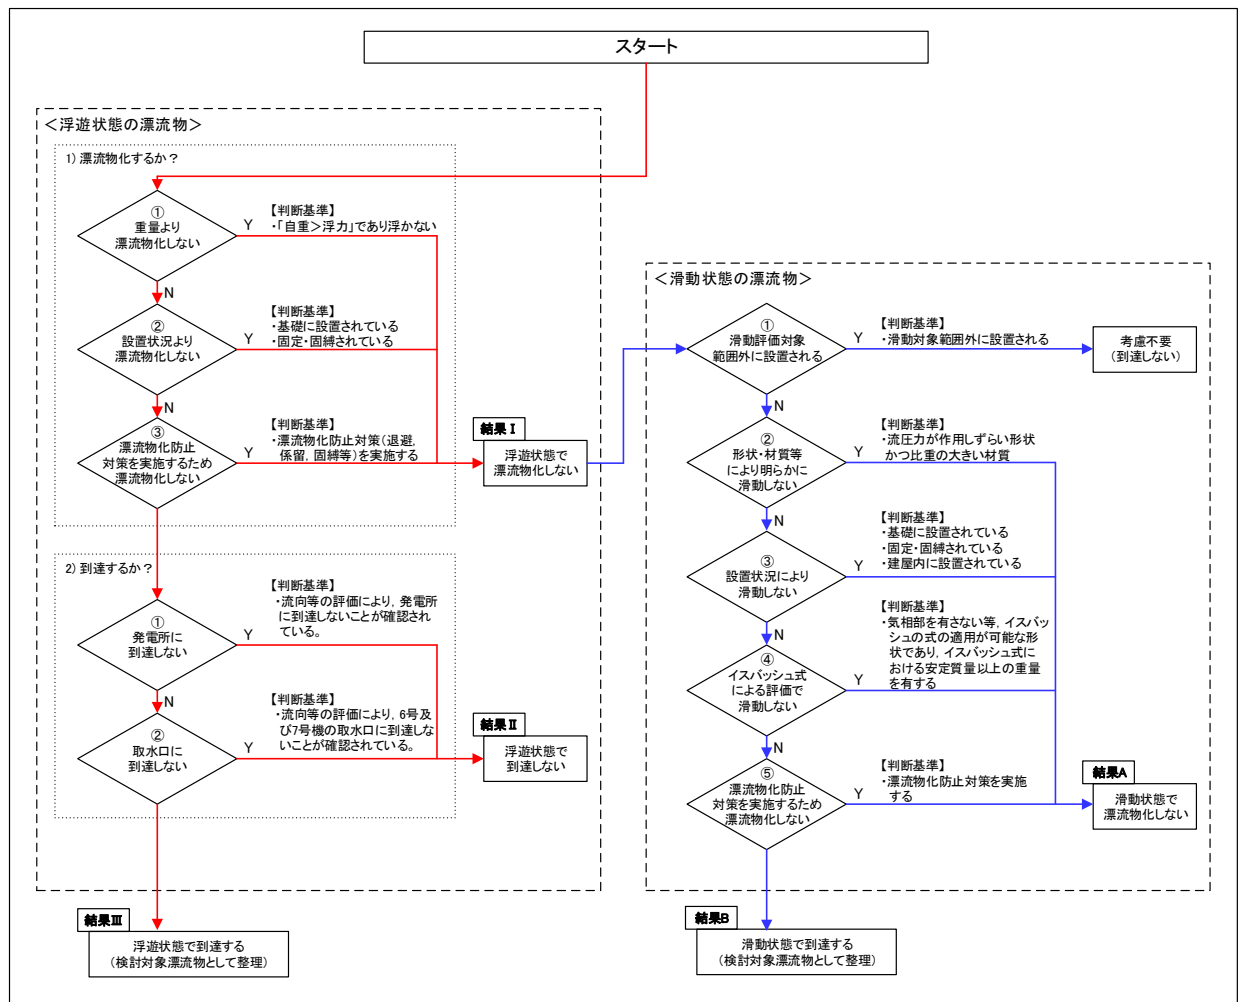 スタート
＜浮遊状態の漂流物＞
1) 漂流物化するか？
①
重量より
漂流物化しない
Y
【判断基準】
・「自重＞浮力」であり浮かない
N
②
設置状況より
漂流物化しない
Y
【判断基準】
・基礎に設置されている
・固定・固縛されている
N
③
漂流物化防止
対策を実施するため
漂流物化しない
Y
【判断基準】
・漂流物化防止対策（退避，
係留，固縛等）を実施する
結果Ⅰ
浮遊状態で
漂流物化しない
2) 到達するか？
①
発電所に
到達しない
Y
【判断基準】
・流向等の評価により，発電所
に到達しないことが確認され
ている。
N
②
取水口に
到達しない
Y
【判断基準】
・流向等の評価により，6号及
び7号機の取水口に到達しな
いことが確認されている。
結果Ⅱ
浮遊状態で
到達しない
結果Ⅲ
浮遊状態で到達する
（検討対象漂流物として整理）
＜滑動状態の漂流物＞
①
滑動評価対象
範囲外に設置される
Y
【判断基準】
・滑動対象範囲外に設置される
考慮不要
（到達しない）
N
②
形状・材質等
により明らかに
滑動しない
Y
【判断基準】
・流圧力が作用しずらい形状
かつ比重の大きい材質
N
③
設置状況により
滑動しない
Y
【判断基準】
・基礎に設置されている
・固定・固縛されている
・建屋内に設置されている
N
④
イスバッシュ式
による評価で
滑動しない
Y
【判断基準】
・気相部を有さない等，イスバッ
シュの式の適用が可能な形
状であり，イスバッシュ式に
おける安定質量以上の重量
を有する
N
⑤
漂流物化防止
対策を実施するため
漂流物化しない
Y
【判断基準】
・漂流物化防止対策を実施
する
結果A
滑動状態で
漂流物化しない
結果B
滑動状態で到達する
（検討対象漂流物として整理）